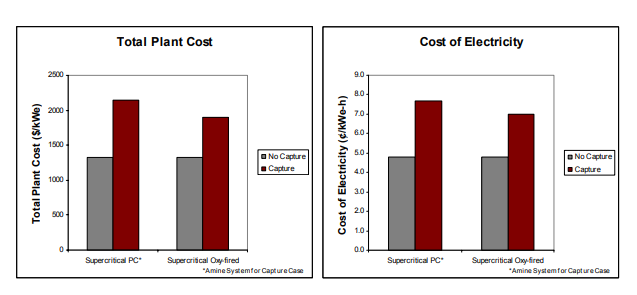 Total Plant Cost
Total Plant Cost ($/kWe)
2500
2000
1500
1000
500
0
Supercritical PC*
Supercritical Oxy-fired
No Capture
Capture
*Amine System for Capture Case
Cost of Electricity
Cost of Electricity (¢/kWe-h)
9.0
8.0
7.0
6.0
5.0
4.0
3.0
2.0
1.0
0.0
Supercritical PC*
Supercritical Oxy-fired
No Capture
Capture
*Amine System for Capture Case